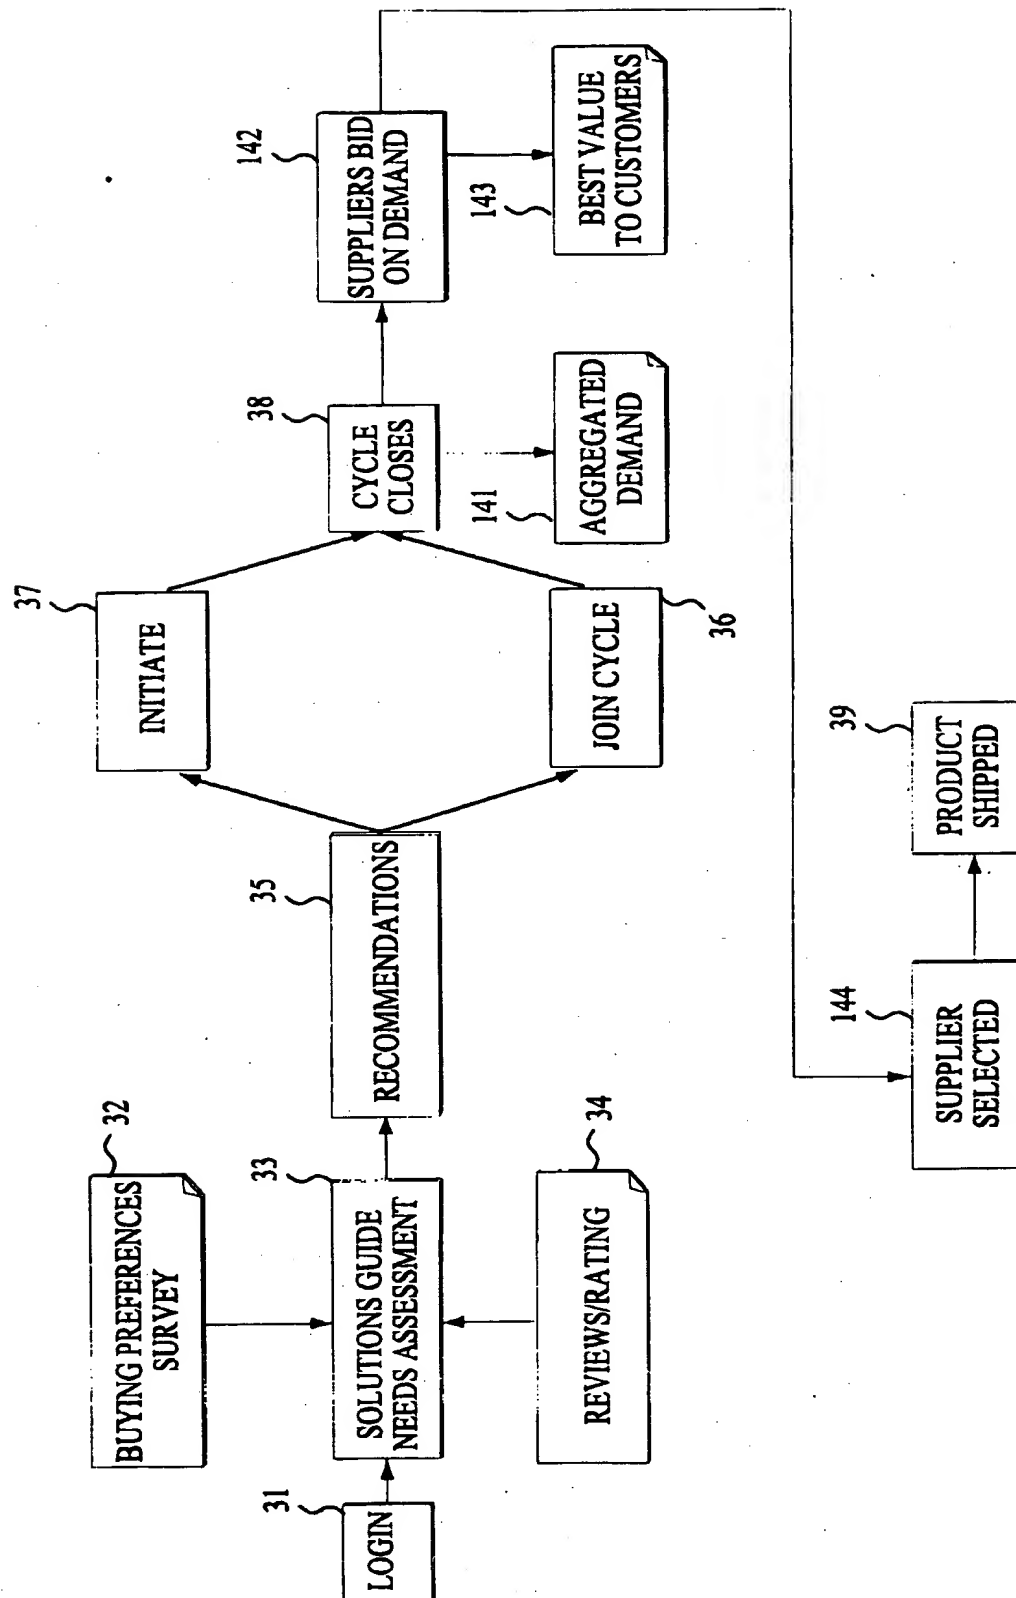 32
BUYING PREFERENCES
SURVEY
31
LOGIN
33
SOLUTIONS GUIDE
NEEDS ASSESSMENT
34
REVIEWS/RATING
35
RECOMMENDATIONS
37
INITIATE
JOIN CYCLE
36
38
CYCLE
CLOSES
141
AGGREGATED
DEMAND
142
SUPPLIERS BID
ON DEMAND
143
BEST VALUE
TO CUSTOMERS
144
SUPPLIER
SELECTED
39
PRODUCT
SHIPPED